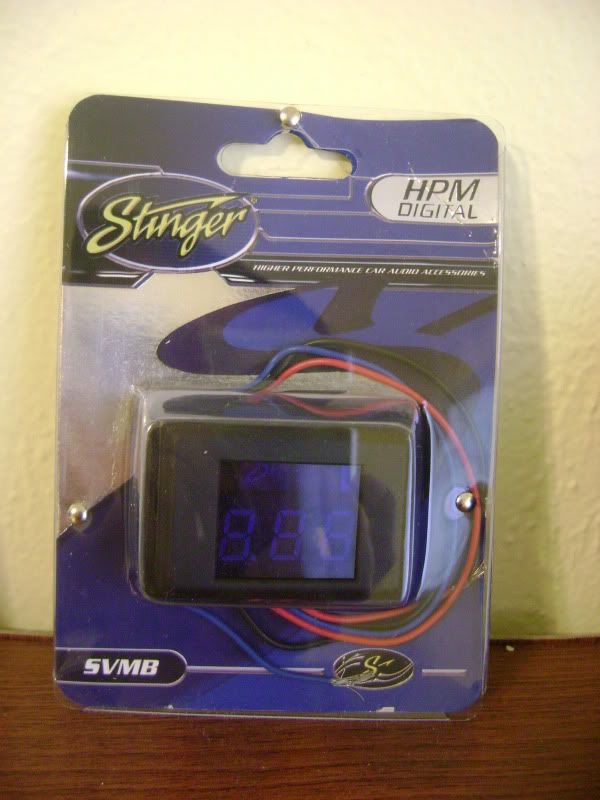 HPM
DIGITAL
Stinger
HIGHER PERFORMANCE CAR AUDIO ACCESSORIES
SVMB
S